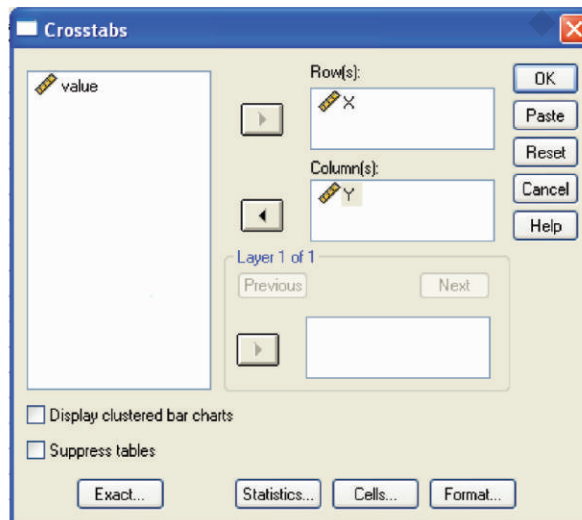 Crosstabs
value
Row(s):
X
OK
Paste
Reset
Cancel
Help
Column(s):
Y
Layer 1 of 1
Previous
Next
Display clustered bar charts
Suppress tables
Exact...
Statistics...
Cells...
Format...